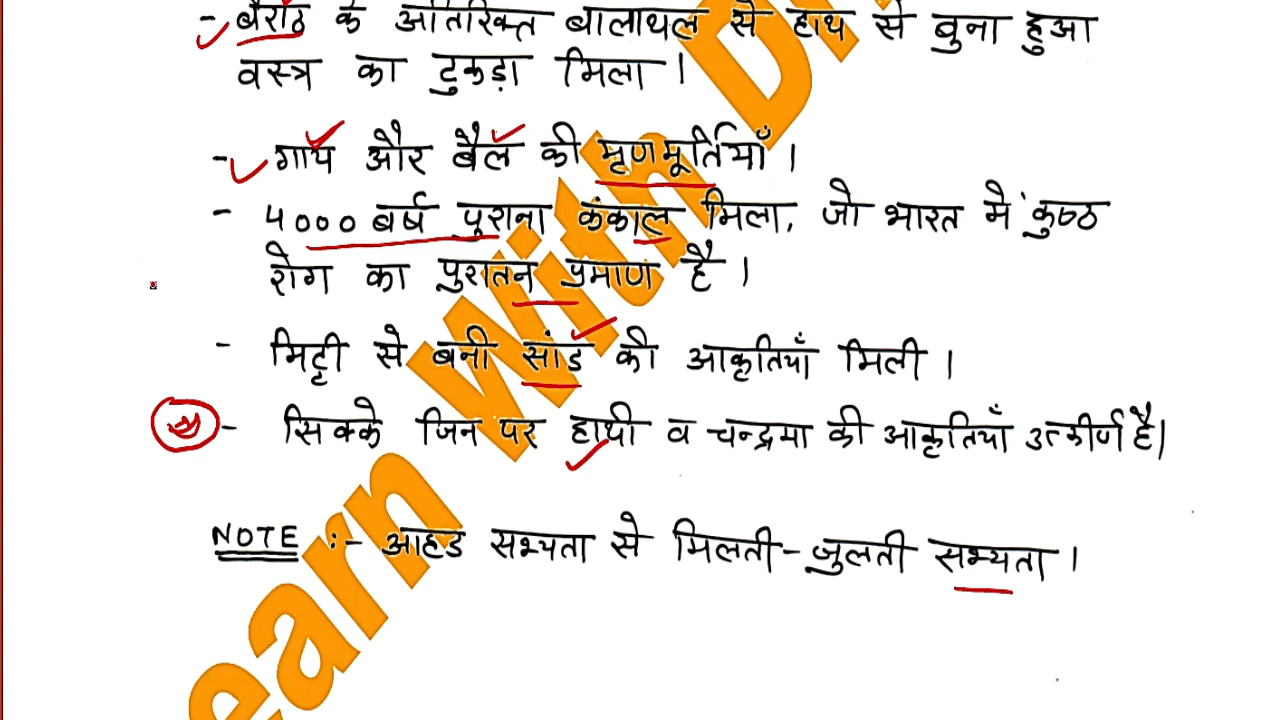 - बैराठ के अतिरिक्त बालाथल से हाथ से बुना हुआ
वस्त्र का टुकड़ा मिला।
- गाय और बैल की मृणमूर्तियाँ।
- 4000 बर्ष पुराना कंकाल मिला, जो भारत में कुष्ठ
रोग का पुरातन प्रमाण है।
- मिट्टी से बनी सांड की आकृतियाँ मिली।
- सिक्के जिन पर हाथी व चन्द्रमा की आकृतियाँ उत्कीर्ण है।
NOTE :- आहड सभ्यता से मिलती-जुलती सभ्यता।
earn With D